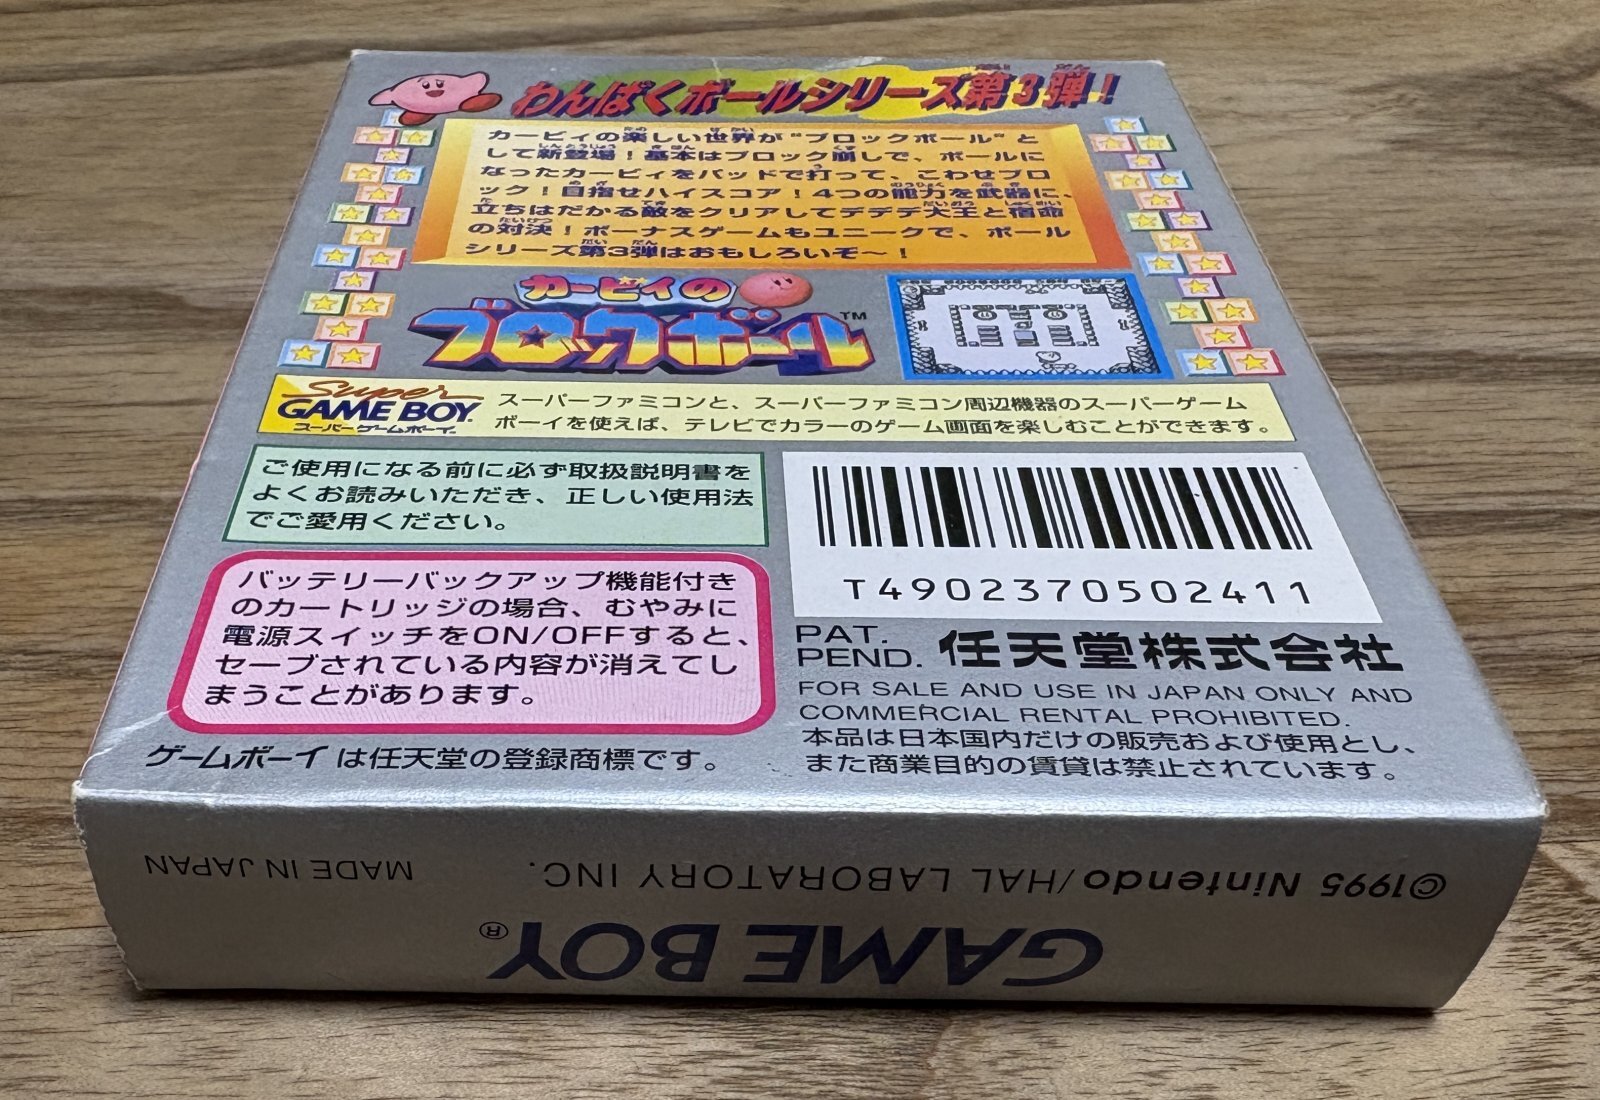 わんぱくボールシリーズ第3弾!
カービィの楽しい世界が“ブロックボール”と
して新登場!基本はブロック崩しで、ボールに
なったカービィをパッドで打って、こわせブロ
ック!目指せハイスコア!4つの能力を武器に、
立ちはだかる敵をクリアしてデデデ大王と宿命
の対決!ボーナスゲームもユニークで、ボール
シリーズ第3弾はおもしろいぞ〜!
カービィの
ブロックボール™
Super
GAME BOY
スーパーゲームボーイ
スーパーファミコンと、スーパーファミコン周辺機器のスーパーゲーム
ボーイを使えば、テレビでカラーのゲーム画面を楽しむことができます。
ご使用になる前に必ず取扱説明書を
よくお読みいただき、正しい使用法
でご愛用ください。
バッテリーバックアップ機能付き
のカートリッジの場合、むやみに
電源スイッチをON/OFFすると、
セーブされている内容が消えてし
まうことがあります。
ゲームボーイは任天堂の登録商標です。
T4902370502411
PAT.
PEND.
任天堂株式会社
FOR SALE AND USE IN JAPAN ONLY AND
COMMERCIAL RENTAL PROHIBITED.
本品は日本国内だけの販売および使用とし、
また商業目的の賃貸は禁止されています。
©1995 Nintendo/HAL LABORATORY INC.
MADE IN JAPAN
GAME BOY®